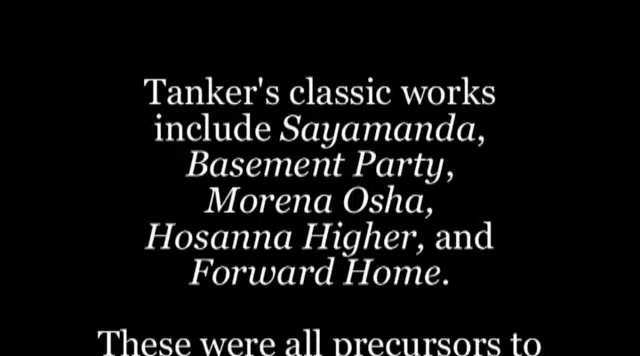 Tanker's classic works
include Sayamanda,
Basement Party,
Morena Osha,
Hosanna Higher, and
Forward Home.
These were all precursors to